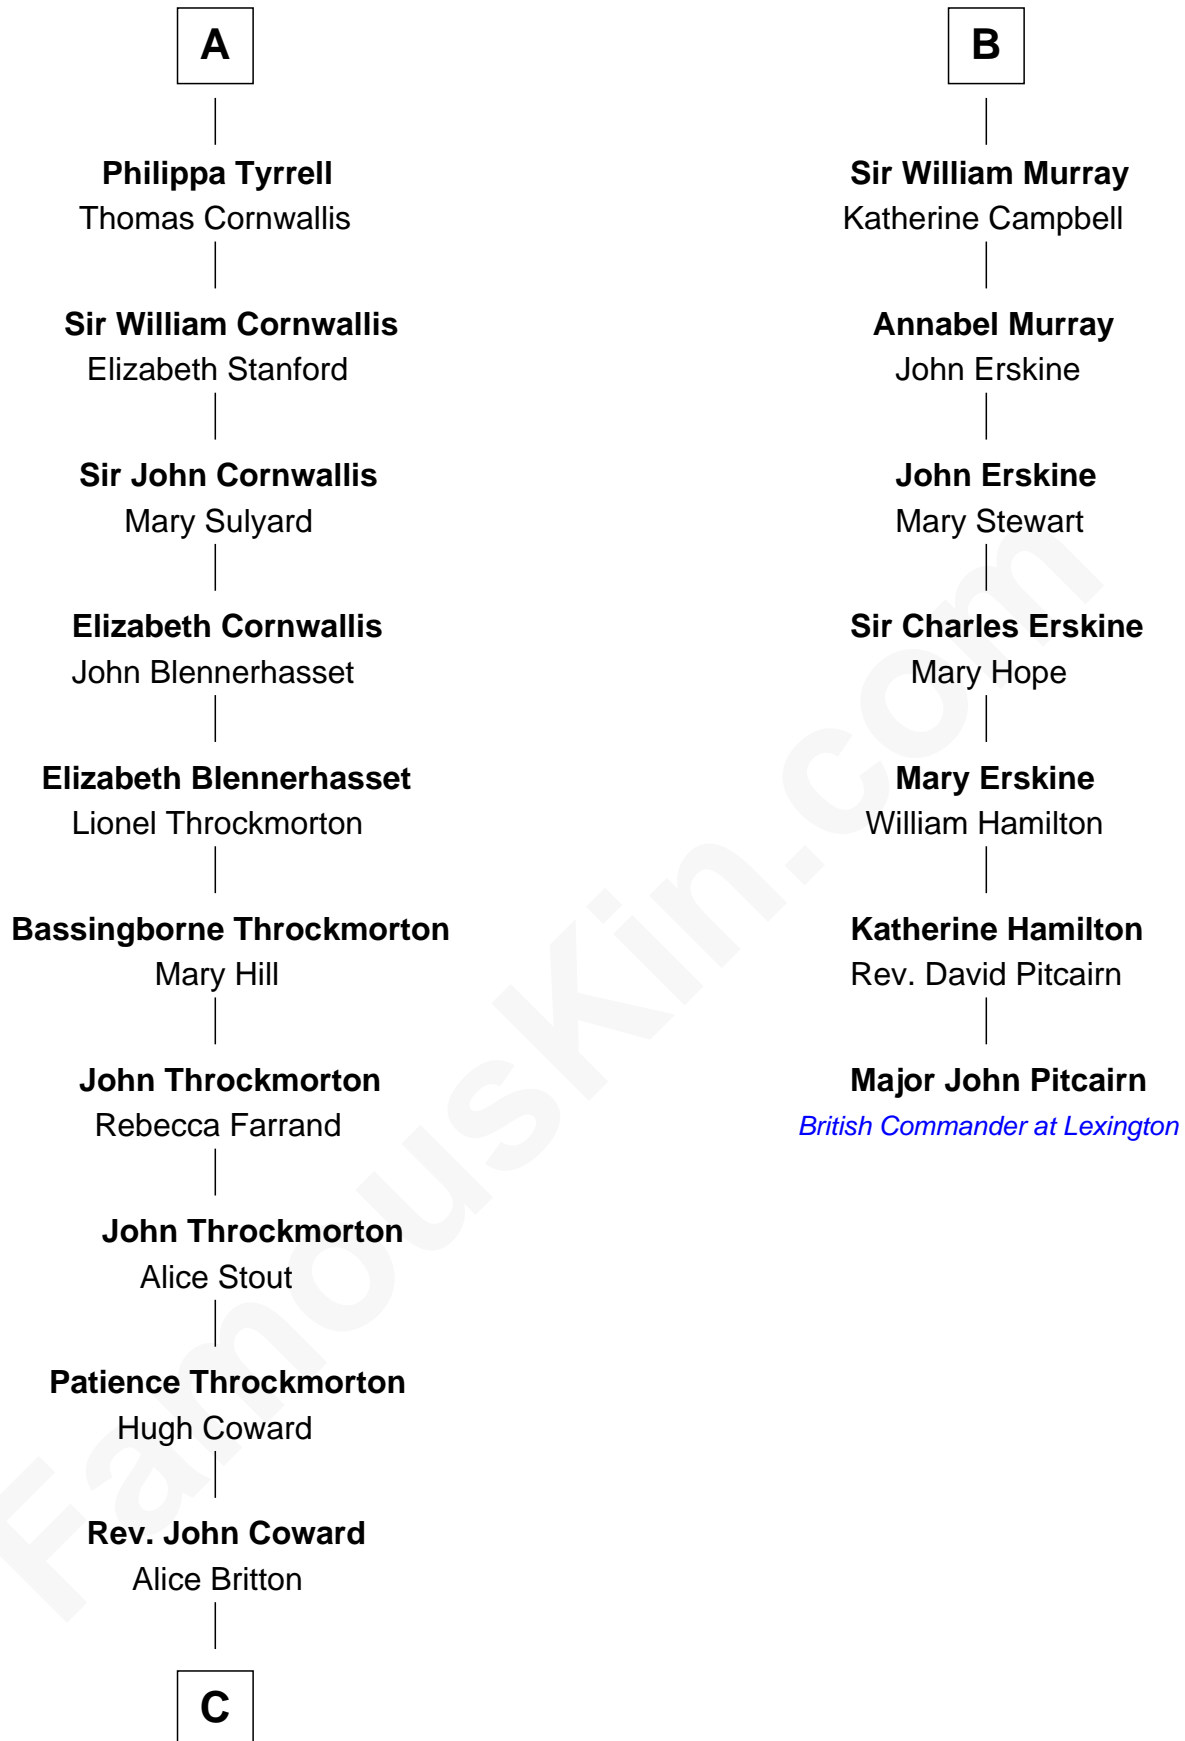 A
Philippa Tyrrell
Thomas Cornwallis
Sir William Cornwallis
Elizabeth Stanford
Sir John Cornwallis
Mary Sulyard
Elizabeth Cornwallis
John Blennerhasset
Elizabeth Blennerhasset
Lionel Throckmorton
Bassingborne Throckmorton
Mary Hill
John Throckmorton
Rebecca Farrand
John Throckmorton
Alice Stout
Patience Throckmorton
Hugh Coward
Rev. John Coward
Alice Britton
C
B
Sir William Murray
Katherine Campbell
Annabel Murray
John Erskine
John Erskine
Mary Stewart
Sir Charles Erskine
Mary Hope
Mary Erskine
William Hamilton
Katherine Hamilton
Rev. David Pitcairn
Major John Pitcairn
British Commander at Lexington
FamousKin.com